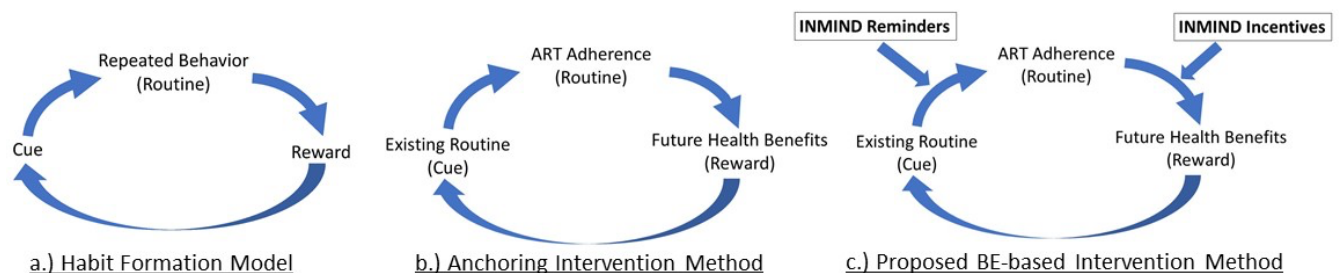 Repeated Behavior
(Routine)
Cue
Reward
a.) Habit Formation Model
ART Adherence
(Routine)
Existing Routine
(Cue)
Future Health Benefits
(Reward)
b.) Anchoring Intervention Method
INMIND Reminders
INMIND Incentives
ART Adherence
(Routine)
Existing Routine
(Cue)
Future Health Benefits
(Reward)
c.) Proposed BE-based Intervention Method